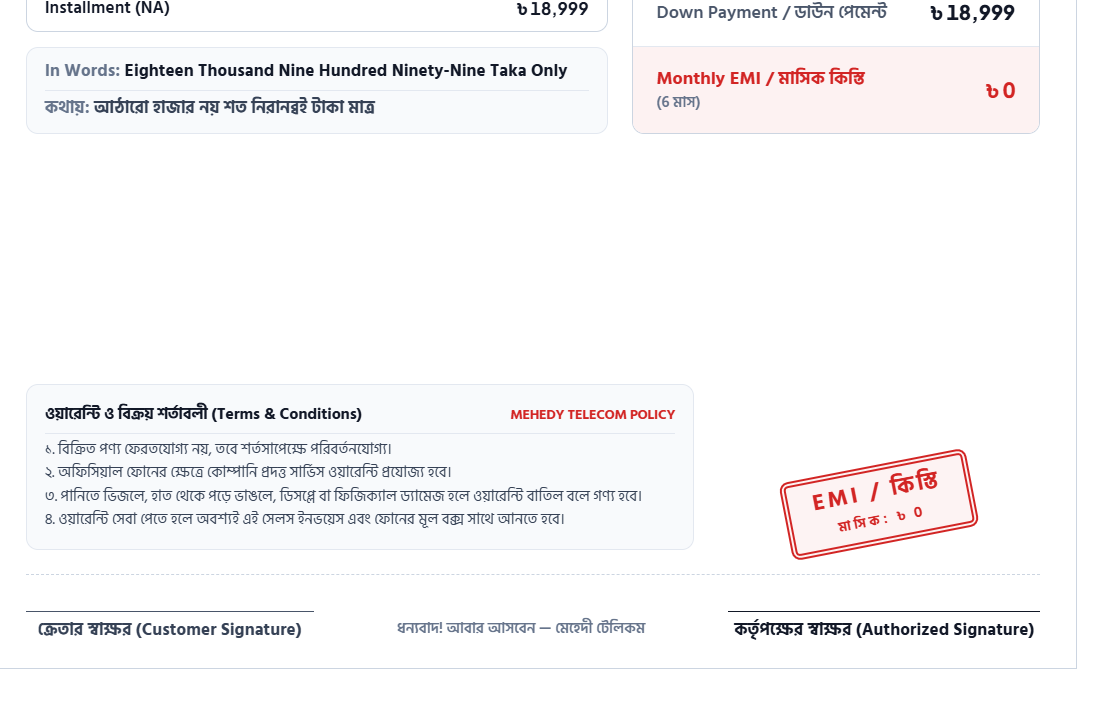 Installment (NA) ৳ 18,999
Down Payment / ডাউন পেমেন্ট ৳ 18,999
In Words: Eighteen Thousand Nine Hundred Ninety-Nine Taka Only
কথায়: আঠারো হাজার নয় শত নিরানব্বই টাকা মাত্র
Monthly EMI / মাসিক কিস্তি ৳ 0
(6 মাস)
ওয়ারেন্টি ও বিক্রয় শর্তাবলী (Terms & Conditions) MEHEDY TELECOM POLICY
১. বিক্রিত পণ্য ফেরতযোগ্য নয়, তবে শর্তসাপেক্ষে পরিবর্তনযোগ্য।
২. অফিসিয়াল ফোনের ক্ষেত্রে কোম্পানি প্রদত্ত সার্ভিস ওয়ারেন্টি প্রযোজ্য হবে।
৩. পানিতে ভিজলে, হাত থেকে পড়ে ভাঙলে, ডিসপ্লে বা ফিজিক্যাল ড্যামেজ হলে ওয়ারেন্টি বাতিল বলে গণ্য হবে।
৪. ওয়ারেন্টি সেবা পেতে হলে অবশ্যই এই সেলস ইনভয়েস এবং ফোনের মূল বক্স সাথে আনতে হবে।
EMI / কিস্তি
মাসিক: ৳ 0
ক্রেতার স্বাক্ষর (Customer Signature) ধন্যবাদ! আবার আসবেন — মেহেদী টেলিকম কর্তৃপক্ষের স্বাক্ষর (Authorized Signature)